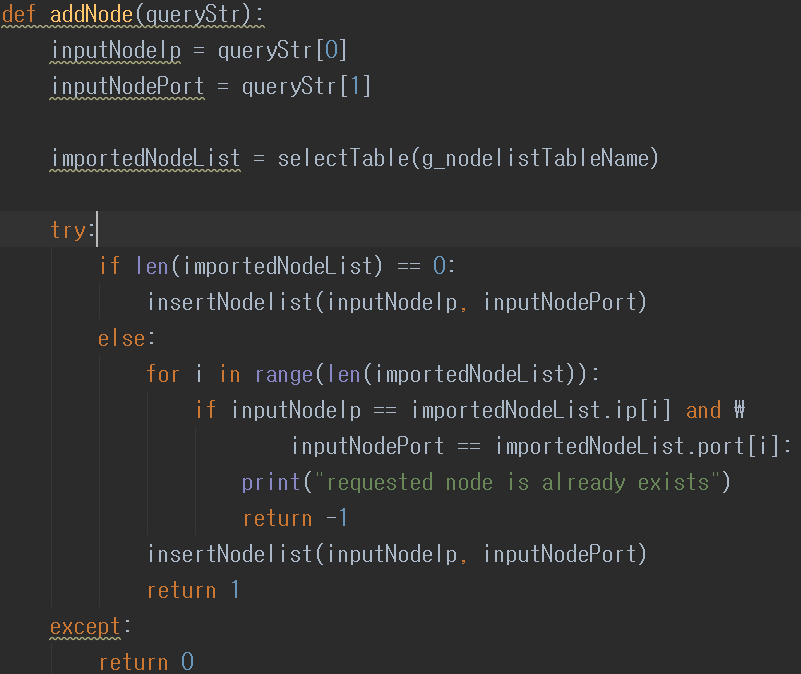 def addNode(queryStr):
    inputNodeIp = queryStr[0]
    inputNodePort = queryStr[1]

    importedNodeList = selectTable(g_nodelistTableName)

    try:
        if len(importedNodeList) == 0:
            insertNodelist(inputNodeIp, inputNodePort)
        else:
            for i in range(len(importedNodeList)):
                if inputNodeIp == importedNodeList.ip[i] and ₩
                        inputNodePort == importedNodeList.port[i]:
                    print("requested node is already exists")
                    return -1
            insertNodelist(inputNodeIp, inputNodePort)
            return 1
    except:
        return 0